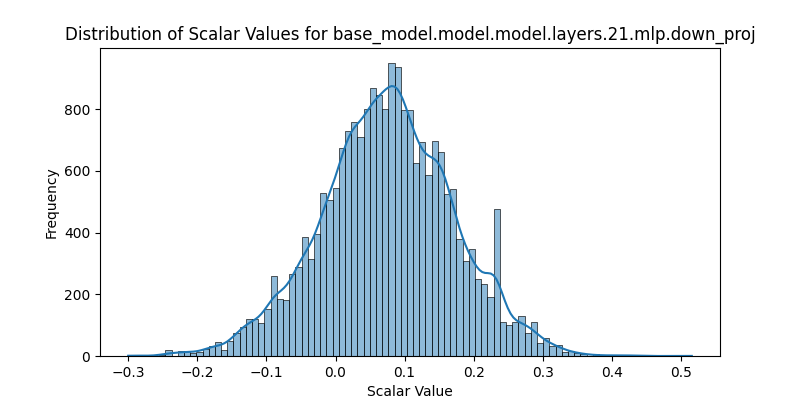 Distribution of Scalar Values for base_model.model.model.layers.21.mlp.down_proj
Frequency
800
600
400
200
0
−0.3 −0.2 −0.1 0.0 0.1 0.2 0.3 0.4 0.5
Scalar Value